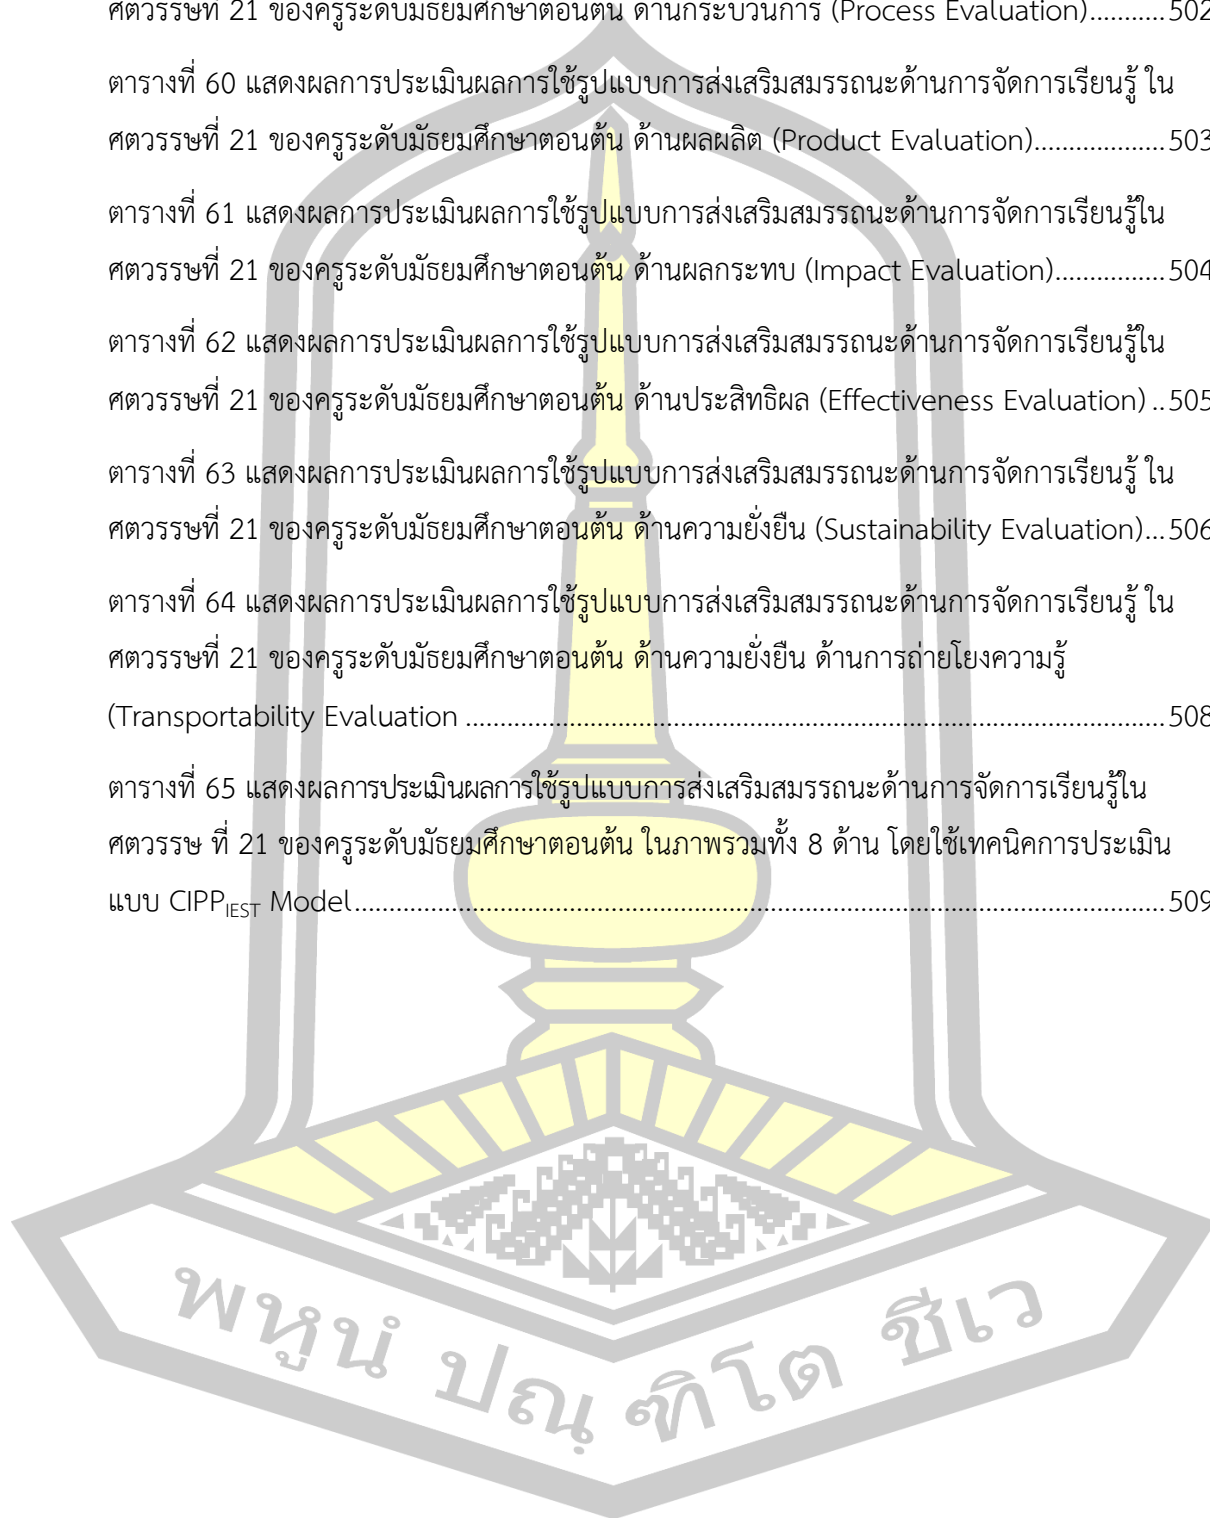 ศตวรรษที่ 21 ของครูระดับมัธยมศึกษาตอนต้น ด้านกระบวนการ (Process Evaluation)...........502
ตารางที่ 60 แสดงผลการประเมินผลการใช้รูปแบบการส่งเสริมสมรรถนะด้านการจัดการเรียนรู้ ใน
ศตวรรษที่ 21 ของครูระดับมัธยมศึกษาตอนต้น ด้านผลผลิต (Product Evaluation)...................503
ตารางที่ 61 แสดงผลการประเมินผลการใช้รูปแบบการส่งเสริมสมรรถนะด้านการจัดการเรียนรู้ใน
ศตวรรษที่ 21 ของครูระดับมัธยมศึกษาตอนต้น ด้านผลกระทบ (Impact Evaluation)................504
ตารางที่ 62 แสดงผลการประเมินผลการใช้รูปแบบการส่งเสริมสมรรถนะด้านการจัดการเรียนรู้ใน
ศตวรรษที่ 21 ของครูระดับมัธยมศึกษาตอนต้น ด้านประสิทธิผล (Effectiveness Evaluation) ..505
ตารางที่ 63 แสดงผลการประเมินผลการใช้รูปแบบการส่งเสริมสมรรถนะด้านการจัดการเรียนรู้ ใน
ศตวรรษที่ 21 ของครูระดับมัธยมศึกษาตอนต้น ด้านความยั่งยืน (Sustainability Evaluation)...506
ตารางที่ 64 แสดงผลการประเมินผลการใช้รูปแบบการส่งเสริมสมรรถนะด้านการจัดการเรียนรู้ ใน
ศตวรรษที่ 21 ของครูระดับมัธยมศึกษาตอนต้น ด้านความยั่งยืน ด้านการถ่ายโยงความรู้
(Transportability Evaluation ....................................................................................................508
ตารางที่ 65 แสดงผลการประเมินผลการใช้รูปแบบการส่งเสริมสมรรถนะด้านการจัดการเรียนรู้ใน
ศตวรรษ ที่ 21 ของครูระดับมัธยมศึกษาตอนต้น ในภาพรวมทั้ง 8 ด้าน โดยใช้เทคนิคการประเมิน
แบบ CIPPIEST Model....................................................................................................509
พหูนํ ปณฺฑิโต ชีเว